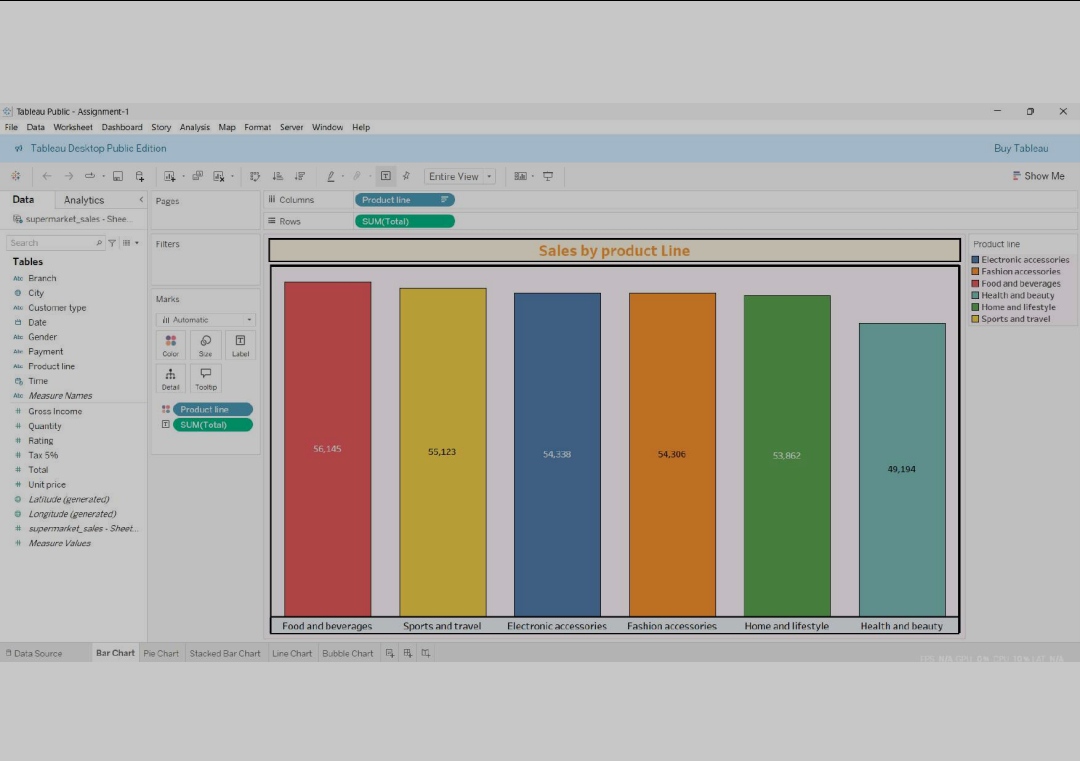 Tableau Public - Assignment-1
File Data Worksheet Dashboard Story Analysis Map Format Server Window Help
Tableau Desktop Public Edition Buy Tableau
Entire View Show Me
Data Analytics
supermarket_sales - Shee...
Search
Tables
Abc Branch
City
Abc Customer type
Date
Abc Gender
Abc Payment
Abc Product line
Time
Abc Measure Names
# Gross Income
# Quantity
# Rating
# Tax 5%
# Total
# Unit price
Latitude (generated)
Longitude (generated)
# supermarket_sales - Sheet...
# Measure Values
Pages
Filters
Marks
Automatic
Color Size Label
Detail Tooltip
Product line
SUM(Total)
Columns Product line
Rows SUM(Total)
Sales by product Line
56,145 55,123 54,338 54,306 53,862 49,194
Food and beverages Sports and travel Electronic accessories Fashion accessories Home and lifestyle Health and beauty
Product line
Electronic accessories
Fashion accessories
Food and beverages
Health and beauty
Home and lifestyle
Sports and travel
Data Source Bar Chart Pie Chart Stacked Bar Chart Line Chart Bubble Chart